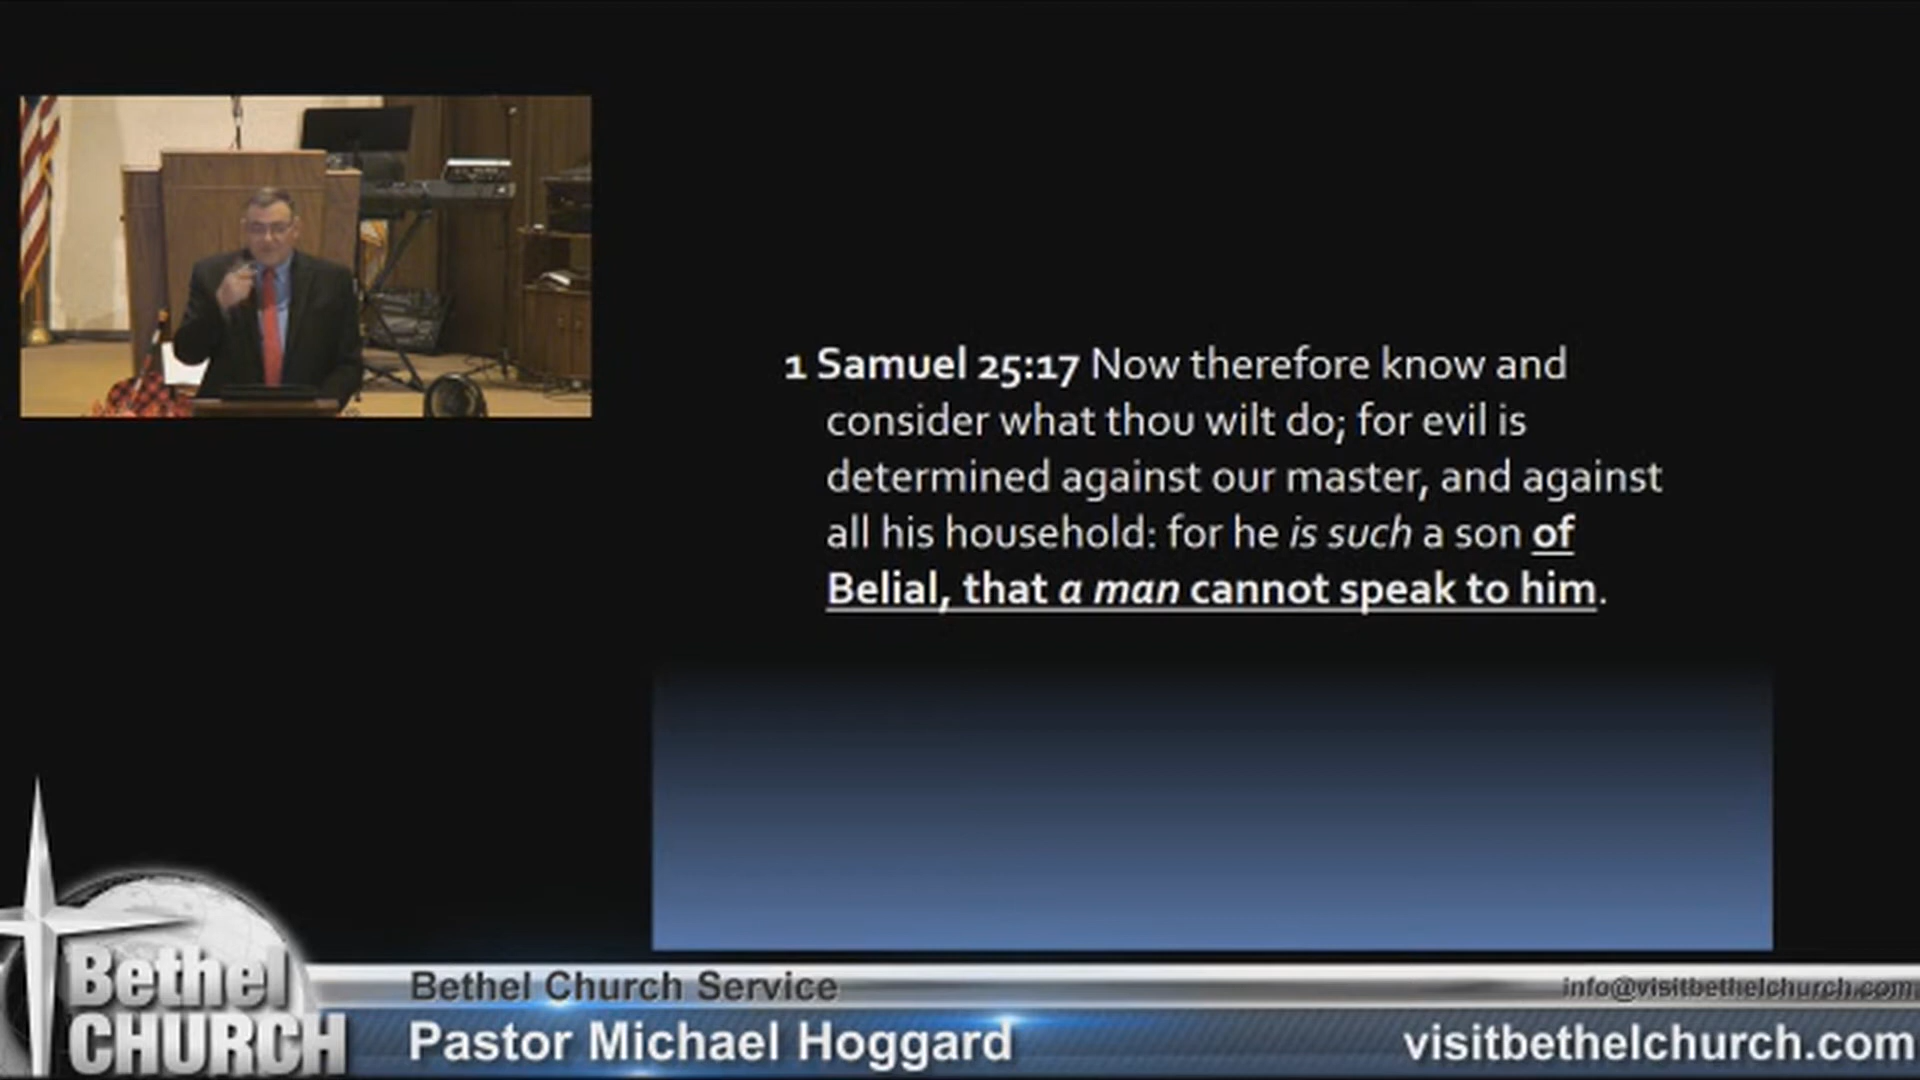 1 Samuel 25:17 Now therefore know and
consider what thou wilt do; for evil is
determined against our master, and against
all his household: for he is such a son of
Belial, that a man cannot speak to him.
Bethel
CHURCH
Bethel Church Service
info@visitbethelchurch.com
Pastor Michael Hoggard
visitbethelchurch.com